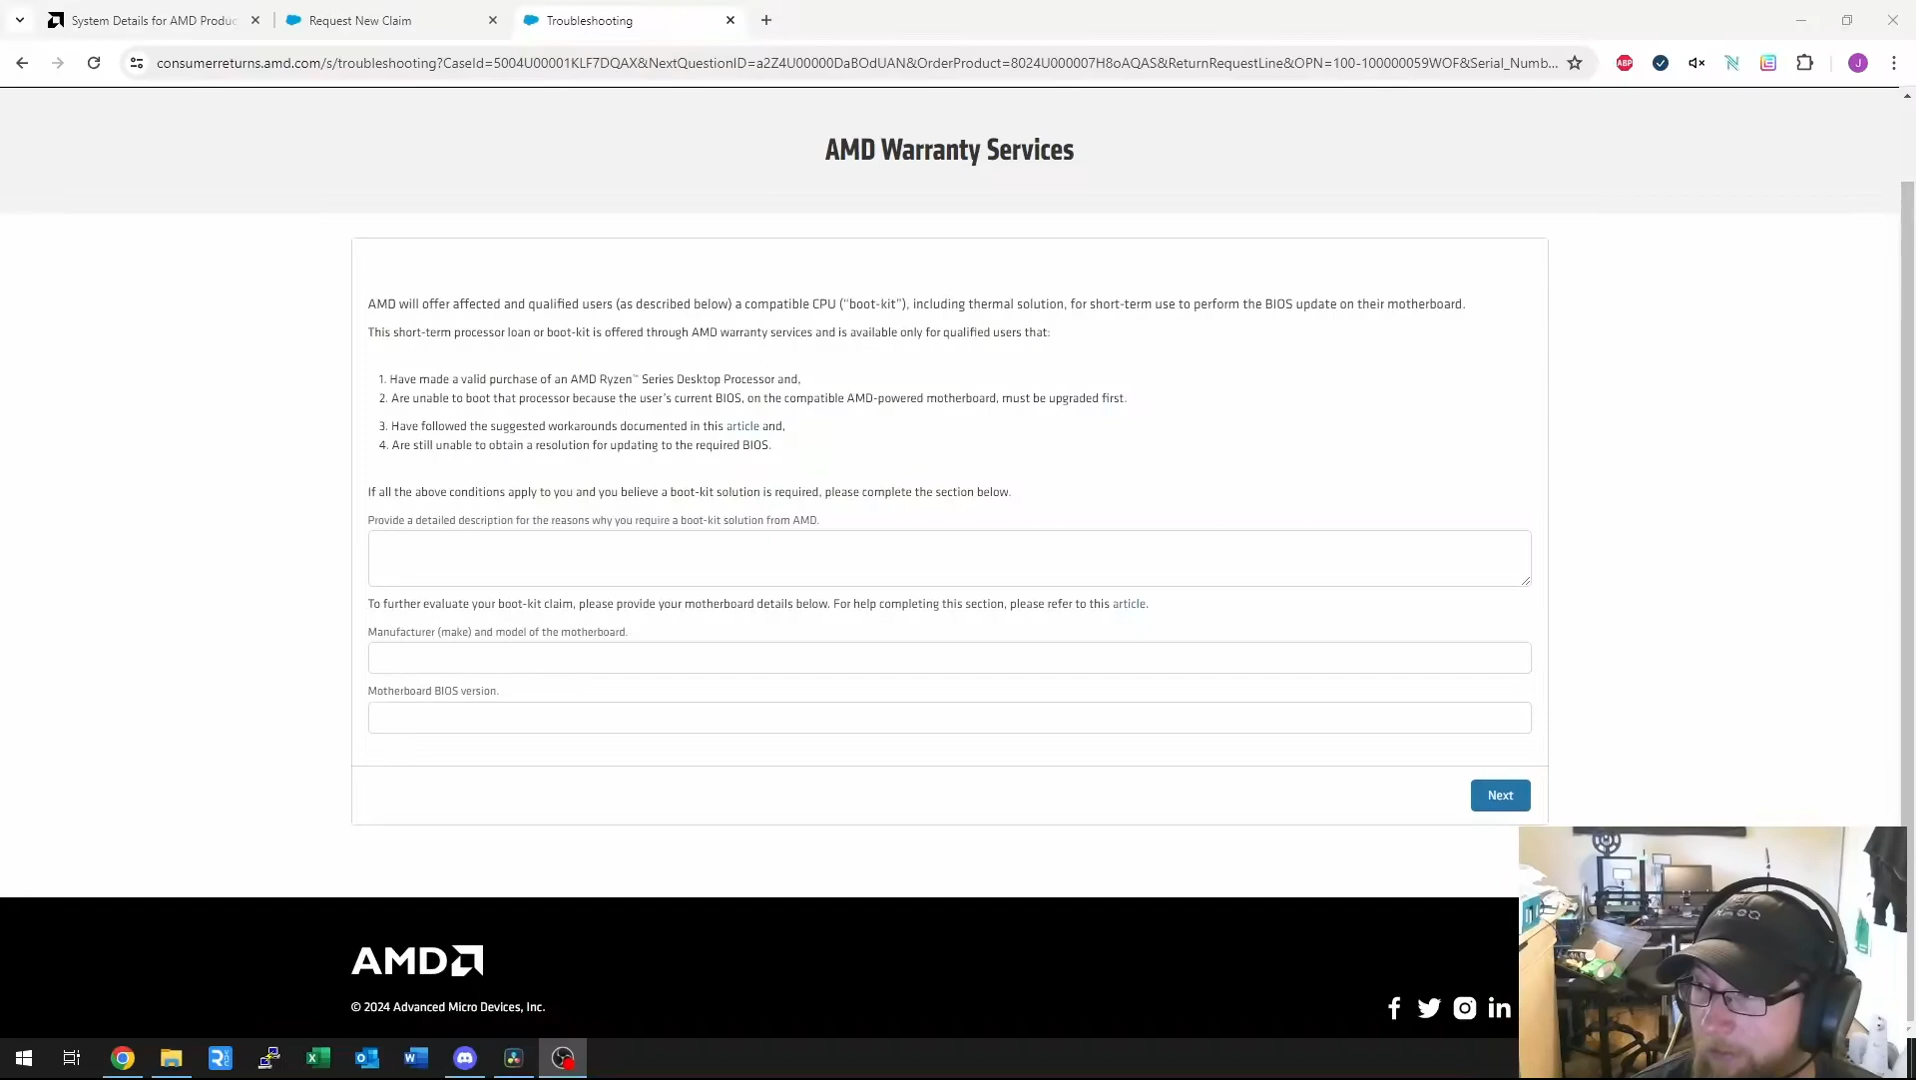 System Details for AMD Produc
Request New Claim
Troubleshooting
consumerreturns.amd.com/s/troubleshooting?CaseId=5004U00001KLF7DQAX&NextQuestionID=a2Z4U00000DaBOdUAN&OrderProduct=8024U000007H8oAQAS&ReturnRequestLine&OPN=100-100000059WOF&Serial_Numb...
ABP
J
AMD Warranty Services
AMD will offer affected and qualified users (as described below) a compatible CPU (“boot-kit”), including thermal solution, for short-term use to perform the BIOS update on their motherboard.
This short-term processor loan or boot-kit is offered through AMD warranty services and is available only for qualified users that:
1. Have made a valid purchase of an AMD Ryzen™ Series Desktop Processor and,
2. Are unable to boot that processor because the user’s current BIOS, on the compatible AMD-powered motherboard, must be upgraded first.
3. Have followed the suggested workarounds documented in this article and,
4. Are still unable to obtain a resolution for updating to the required BIOS.
If all the above conditions apply to you and you believe a boot-kit solution is required, please complete the section below.
Provide a detailed description for the reasons why you require a boot-kit solution from AMD.
To further evaluate your boot-kit claim, please provide your motherboard details below. For help completing this section, please refer to this article.
Manufacturer (make) and model of the motherboard.
Motherboard BIOS version.
Next
AMD
© 2024 Advanced Micro Devices, Inc.